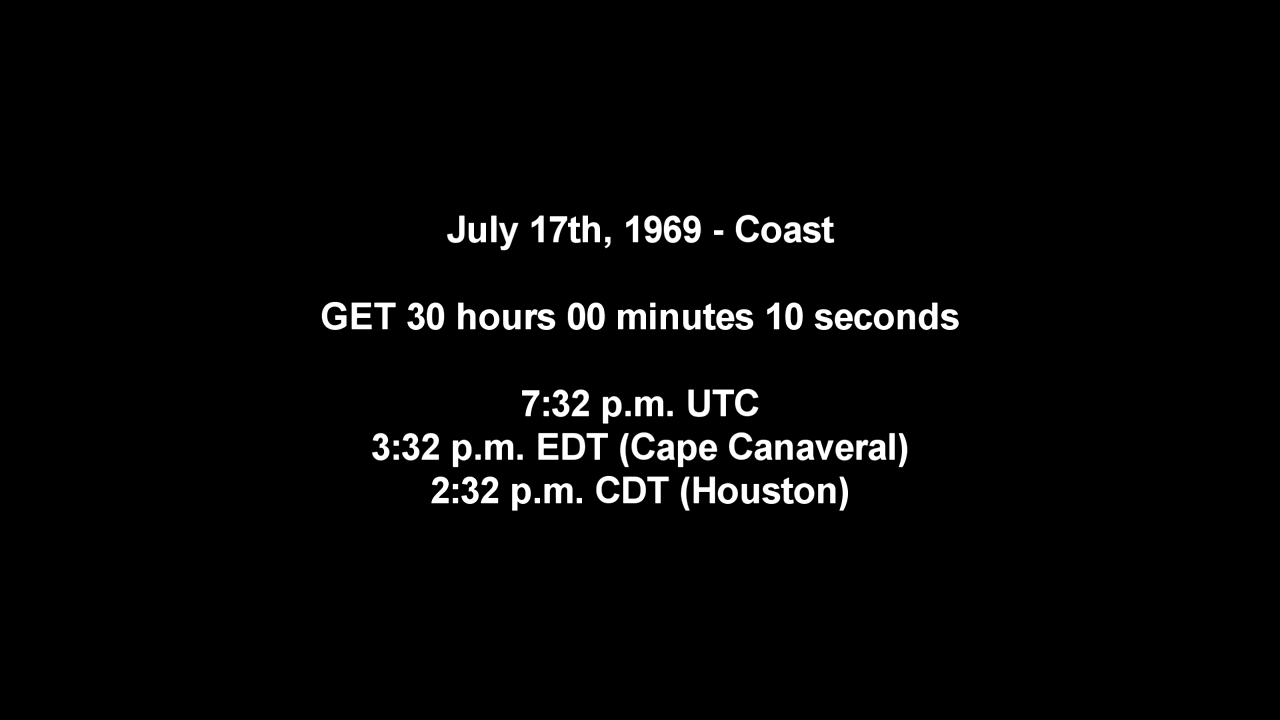 July 17th, 1969 - Coast
GET 30 hours 00 minutes 10 seconds
7:32 p.m. UTC
3:32 p.m. EDT (Cape Canaveral)
2:32 p.m. CDT (Houston)